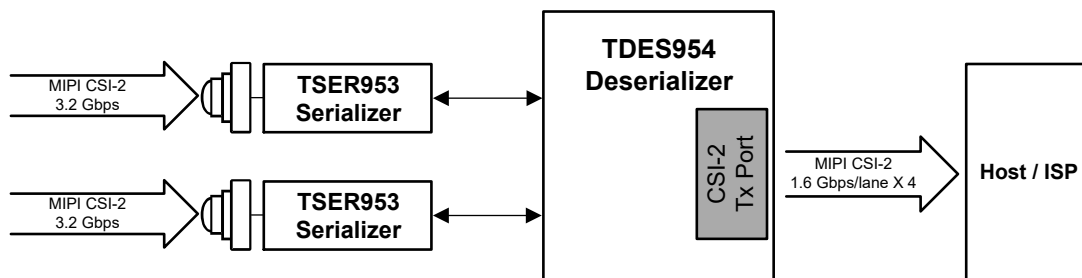 MIPI CSI-2
3.2 Gbps
TSER953
Serializer
MIPI CSI-2
3.2 Gbps
TSER953
Serializer
TDES954
Deserializer
CSI-2
Tx Port
MIPI CSI-2
1.6 Gbps/lane X 4
Host / ISP